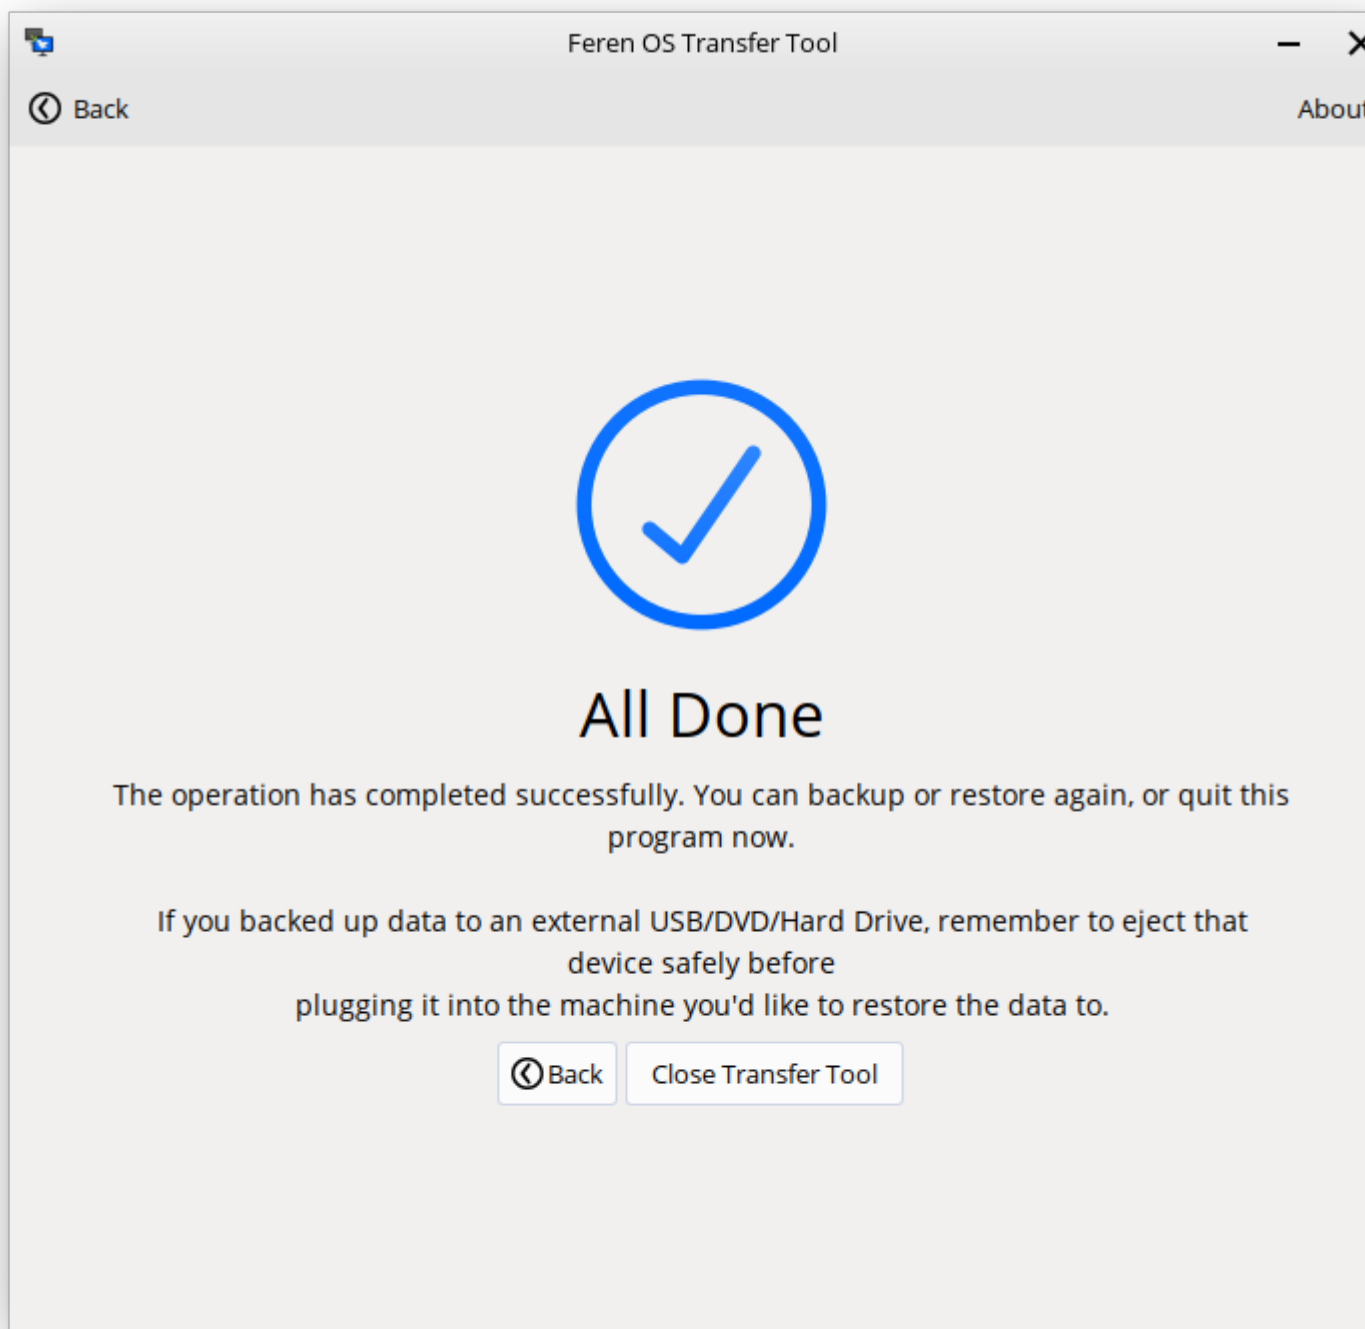 Feren OS Transfer Tool
Back
About
All Done
The operation has completed successfully. You can backup or restore again, or quit this
program now.
If you backed up data to an external USB/DVD/Hard Drive, remember to eject that
device safely before
plugging it into the machine you'd like to restore the data to.
Back
Close Transfer Tool